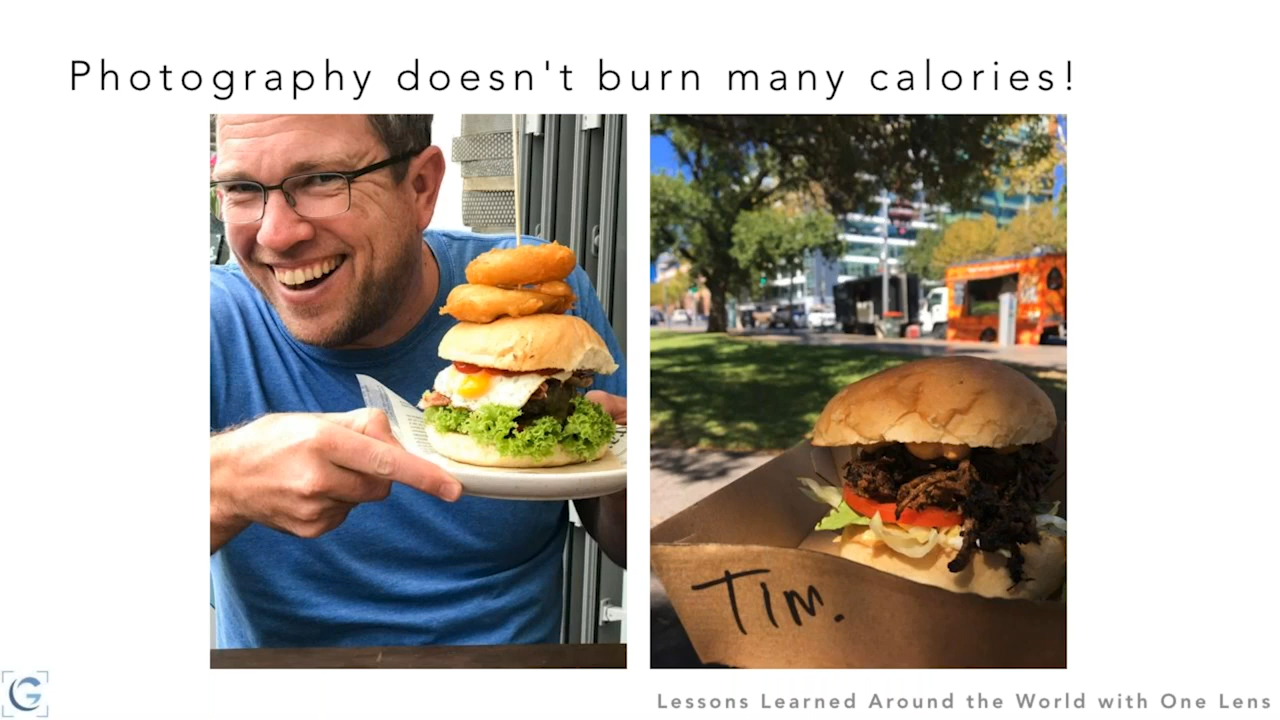 Photography doesn't burn many calories!
TIM.
Lessons Learned Around the World with One Lens